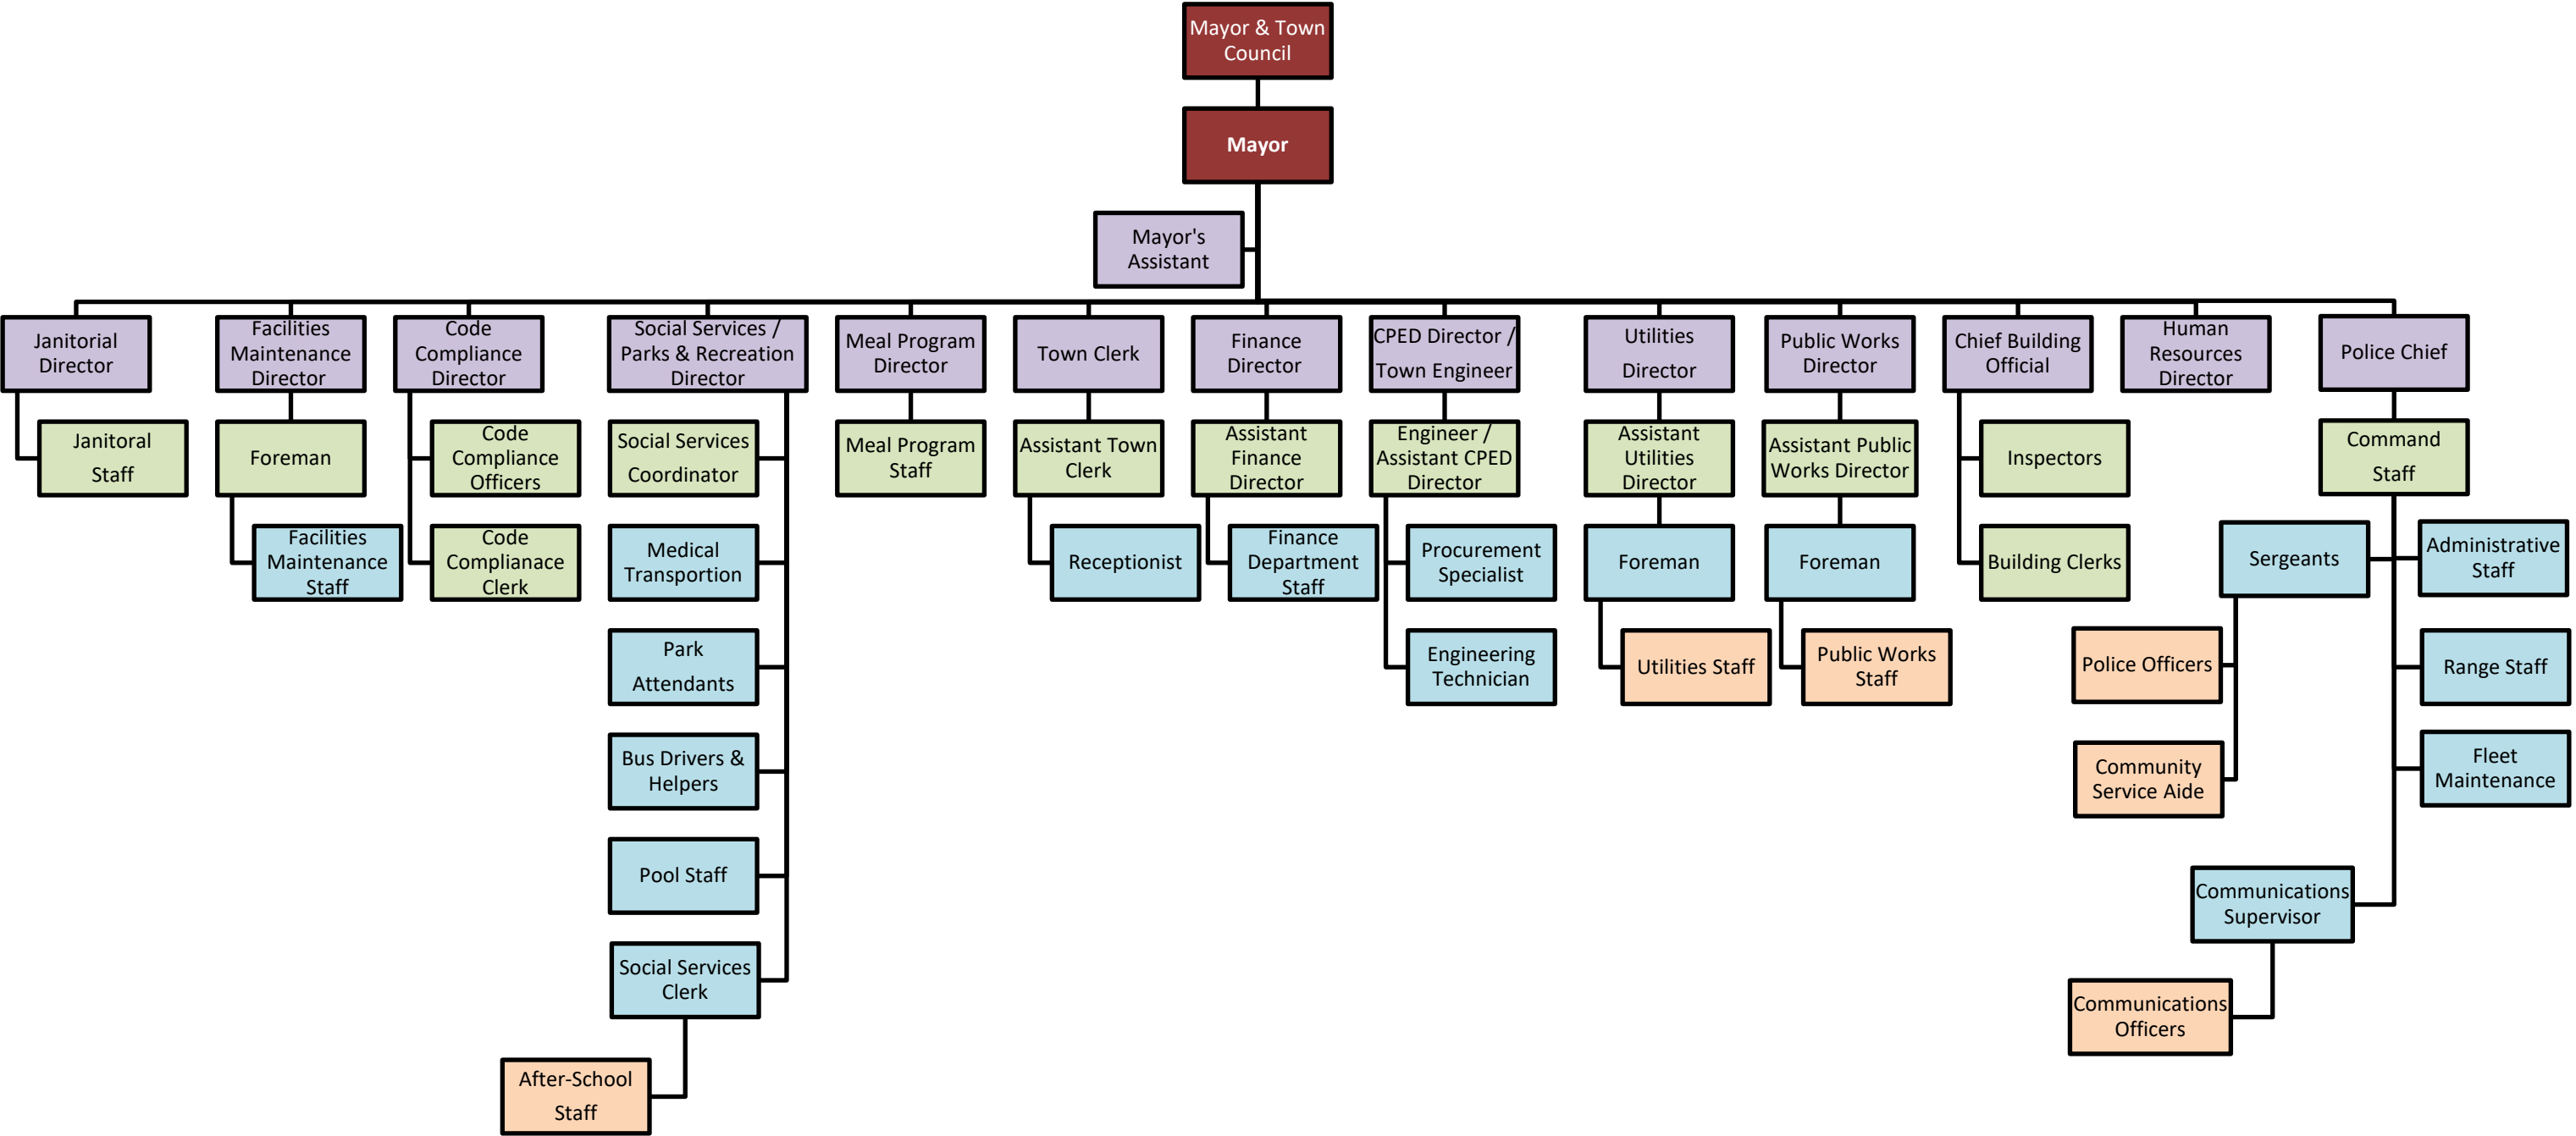 Mayor & Town
Council
Mayor
Mayor's
Assistant
Janitorial
Director
Facilities
Maintenance
Director
Code
Compliance
Director
Social Services /
Parks & Recreation
Director
Meal Program
Director
Town Clerk
Finance
Director
CPED Director /
Town Engineer
Utilities
Director
Public Works
Director
Chief Building
Official
Human
Resources
Director
Police Chief
Janitoral
Staff
Foreman
Code
Compliance
Officers
Social Services
Coordinator
Meal Program
Staff
Assistant Town
Clerk
Assistant
Finance
Director
Engineer /
Assistant CPED
Director
Assistant
Utilities
Director
Assistant Public
Works Director
Inspectors
Command
Staff
Facilities
Maintenance
Staff
Code
Complianace
Clerk
Medical
Transportion
Receptionist
Finance
Department
Staff
Procurement
Specialist
Foreman
Foreman
Building Clerks
Sergeants
Administrative
Staff
Park
Attendants
Engineering
Technician
Utilities Staff
Public Works
Staff
Police Officers
Range Staff
Bus Drivers &
Helpers
Community
Service Aide
Fleet
Maintenance
Pool Staff
Communications
Supervisor
Social Services
Clerk
Communications
Officers
After-School
Staff